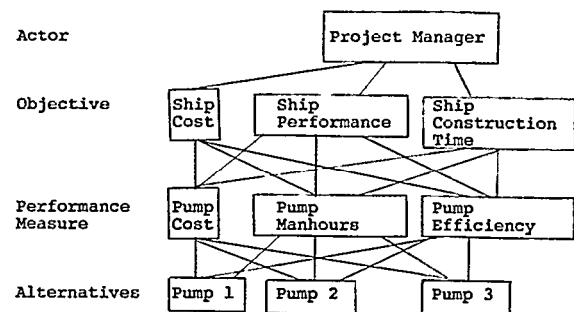 Actor
Project Manager
Objective
Ship Cost
Ship Performance
Ship Construction Time
Performance Measure
Pump Cost
Pump Manhours
Pump Efficiency
Alternatives
Pump 1
Pump 2
Pump 3